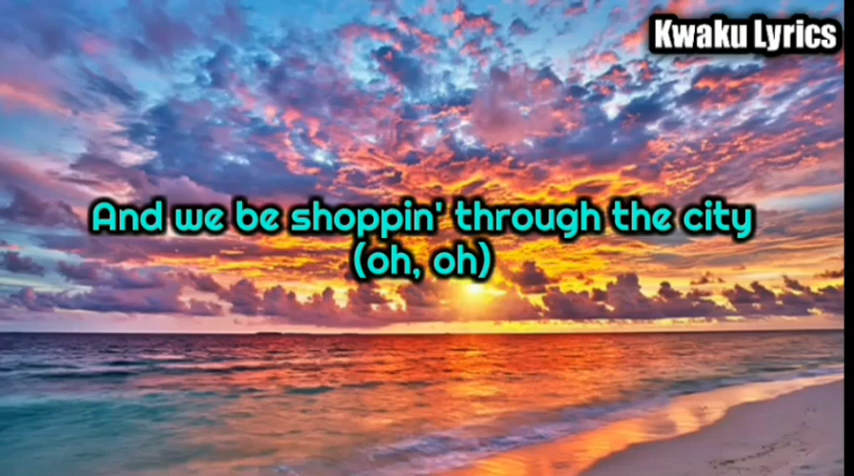 Kwaku Lyrics
And we be shoppin' through the city
(oh, oh)